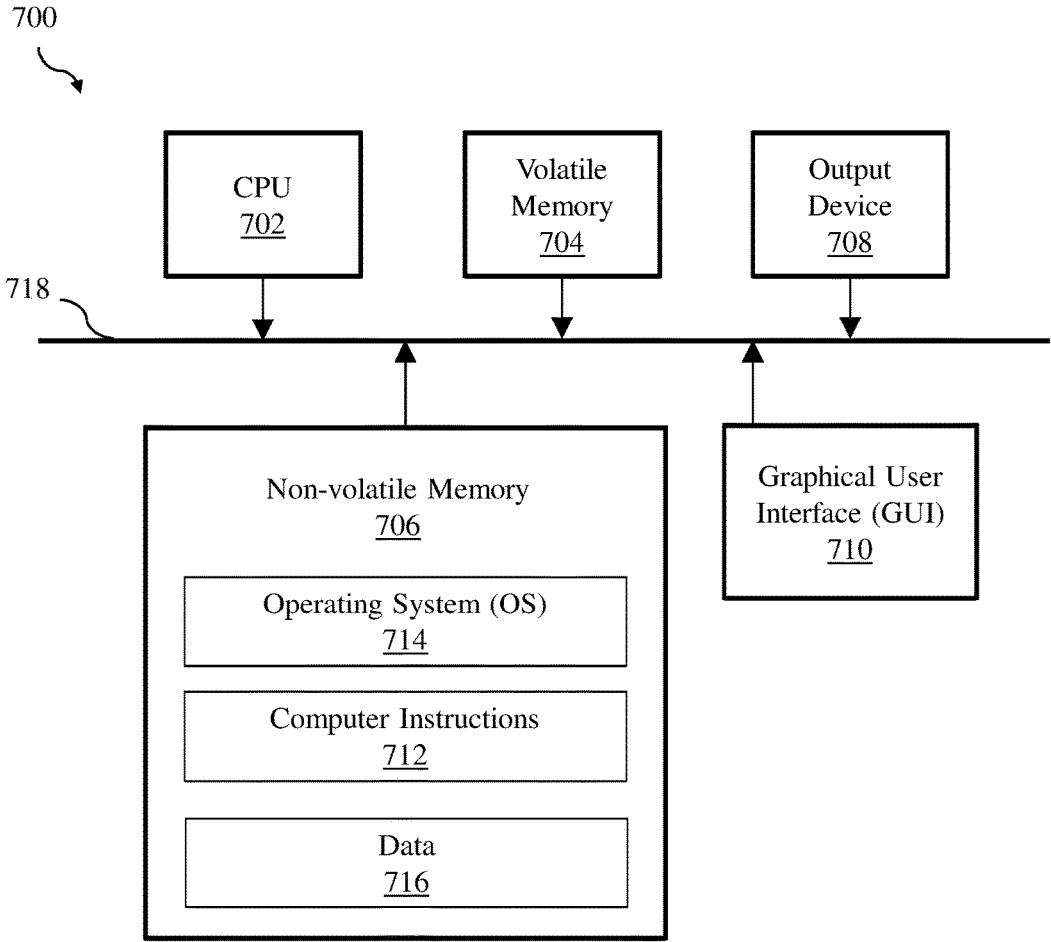 700
CPU
702
Volatile
Memory
704
Output
Device
708
718
Non-volatile Memory
706
Operating System (OS)
714
Computer Instructions
712
Data
716
Graphical User
Interface (GUI)
710